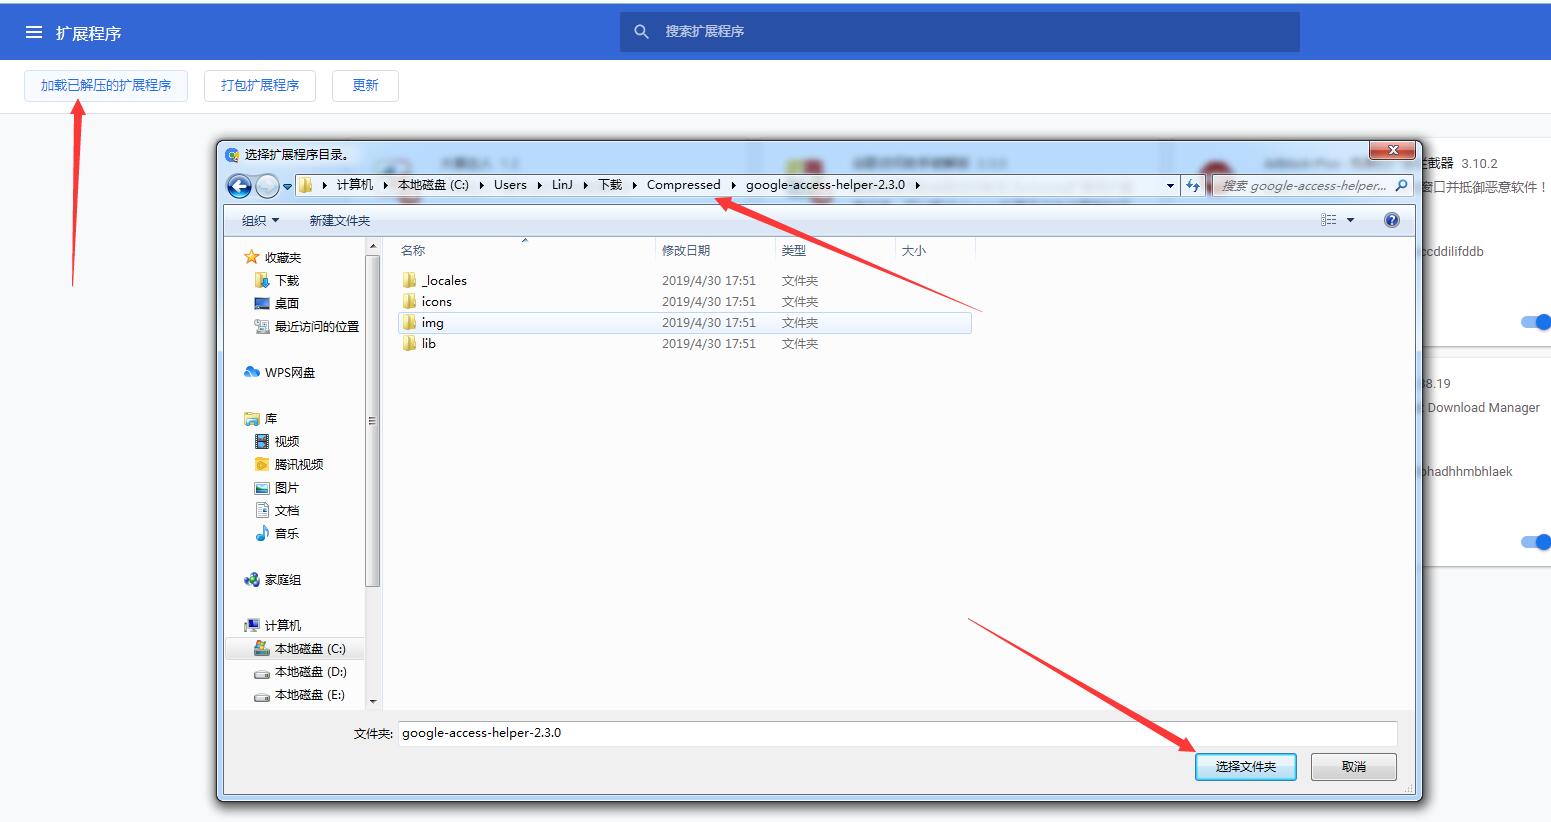 扩展程序
搜索扩展程序
加载已解压的扩展程序
打包扩展程序
更新
选择扩展程序目录。
计算机 本地磁盘 (C:) Users LinJ 下载 Compressed google-access-helper-2.3.0
搜索 google-access-helper...
组织
新建文件夹
名称 修改日期 类型 大小
_locales 2019/4/30 17:51 文件夹
icons 2019/4/30 17:51 文件夹
img 2019/4/30 17:51 文件夹
lib 2019/4/30 17:51 文件夹
收藏夹
下载
桌面
最近访问的位置
WPS网盘
库
视频
腾讯视频
图片
文档
音乐
家庭组
计算机
本地磁盘 (C:)
本地磁盘 (D:)
本地磁盘 (E:)
文件夹: google-access-helper-2.3.0
选择文件夹
取消
截器 3.10.2
窗口并抵御恶意软件！
ccddilifddb
38.19
Download Manager
ohadhhmbhlaek